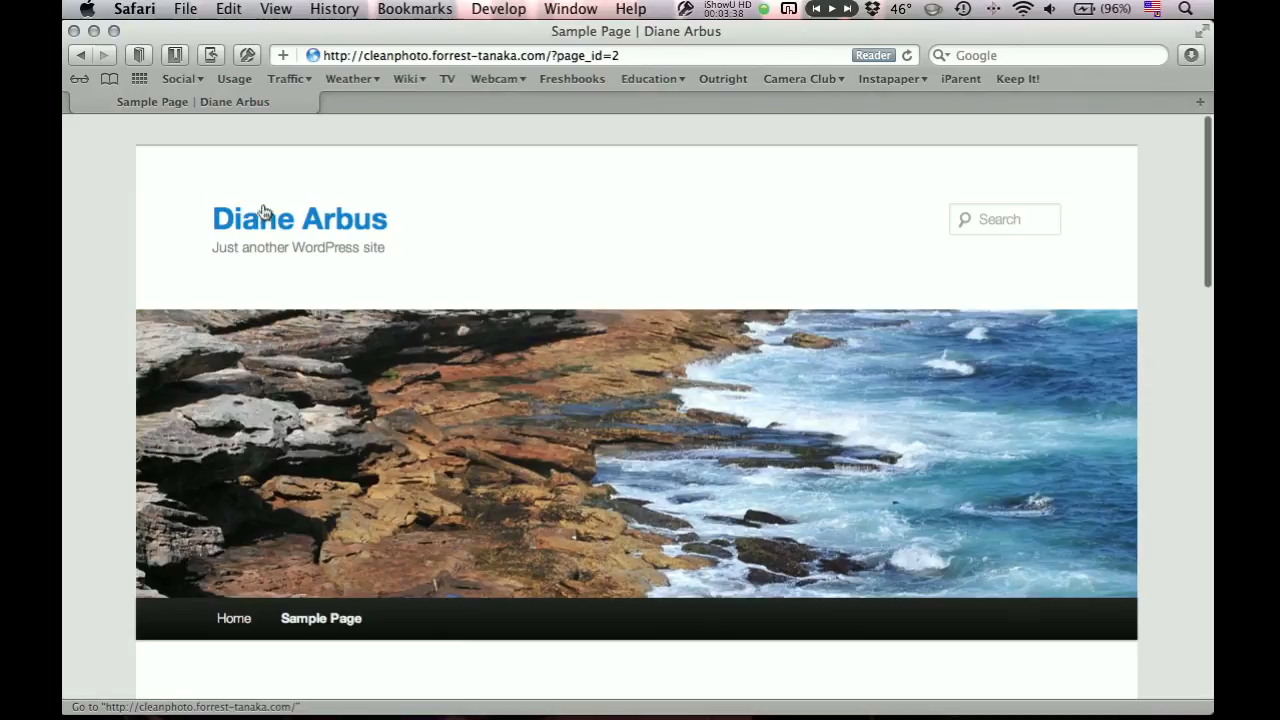 Safari File Edit View History Bookmarks Develop Window Help iShowU HD 00:03:38 46° (96%)
Sample Page | Diane Arbus
http://cleanphoto.forrest-tanaka.com/?page_id=2 Reader Google
Social Usage Traffic Weather Wiki TV Webcam Freshbooks Education Outright Camera Club Instapaper iParent Keep It!
Sample Page | Diane Arbus
Diane Arbus
Search
Just another WordPress site
Home Sample Page
Go to "http://cleanphoto.forrest-tanaka.com/"